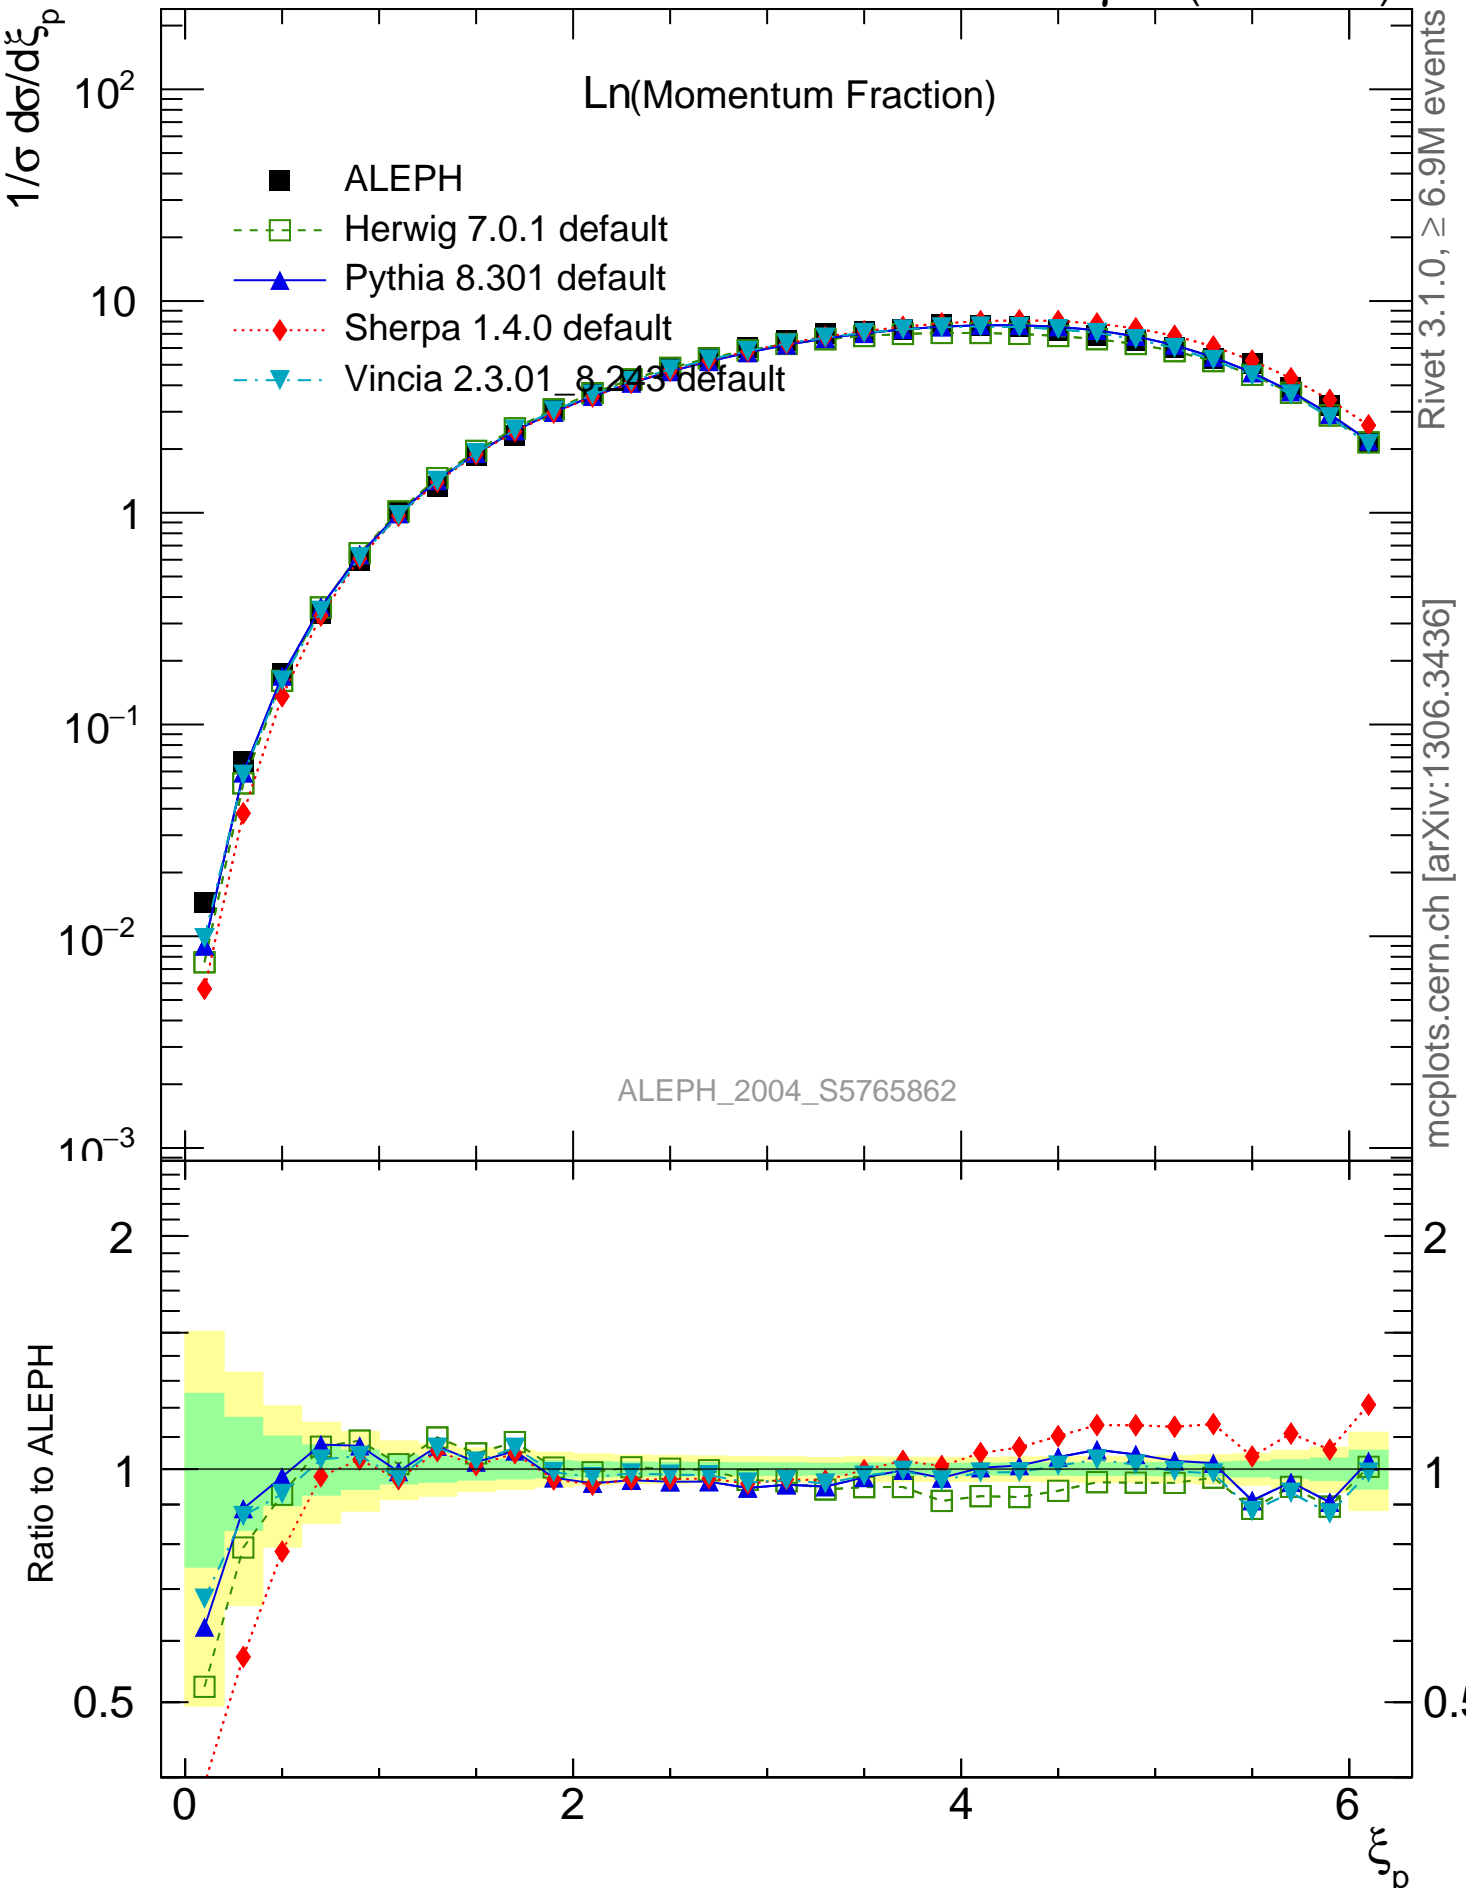 1/σ dσ/dξp
Ln(Momentum Fraction)
ALEPH
Herwig 7.0.1 default
Pythia 8.301 default
Sherpa 1.4.0 default
Vincia 2.3.01_8.243 default
10²
10
1
10⁻¹
10⁻²
10⁻³
ALEPH_2004_S5765862
Rivet 3.1.0, ≥ 6.9M events
mcplots.cern.ch [arXiv:1306.3436]
Ratio to ALEPH
2
1
0.5
2
1
0.5
0 2 4 6
ξp